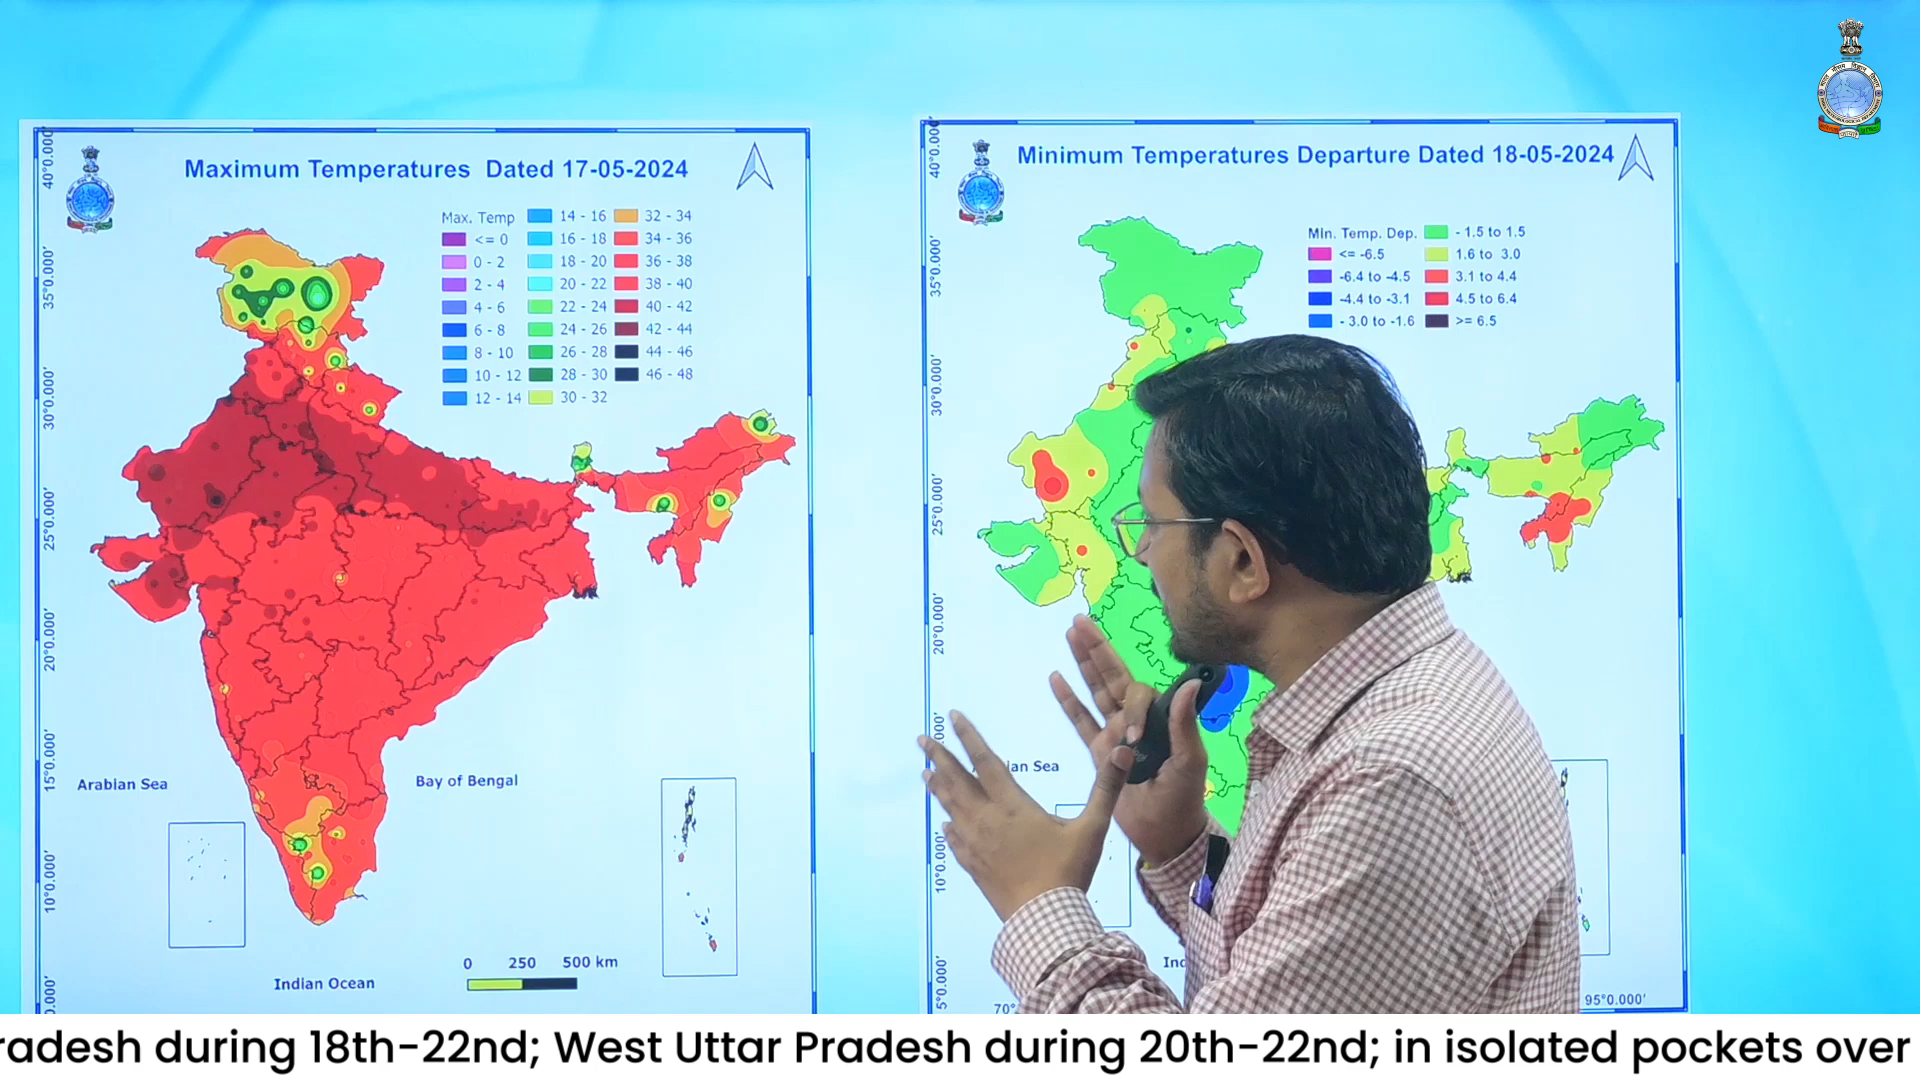 Maximum Temperatures Dated 17-05-2024
Max. Temp
<= 0
0 - 2
2 - 4
4 - 6
6 - 8
8 - 10
10 - 12
12 - 14
14 - 16
16 - 18
18 - 20
20 - 22
22 - 24
24 - 26
26 - 28
28 - 30
30 - 32
32 - 34
34 - 36
36 - 38
38 - 40
40 - 42
42 - 44
44 - 46
46 - 48
40°0.000'
35°0.000'
30°0.000'
25°0.000'
20°0.000'
15°0.000'
10°0.000'
0.000'
Arabian Sea
Bay of Bengal
Indian Ocean
0 250 500 km
Minimum Temperatures Departure Dated 18-05-2024
Min. Temp. Dep.
<= -6.5
-6.4 to -4.5
-4.4 to -3.1
- 3.0 to -1.6
- 1.5 to 1.5
1.6 to 3.0
3.1 to 4.4
4.5 to 6.4
>= 6.5
40°0.000'
35°0.000'
30°0.000'
25°0.000'
20°0.000'
0.000'
10°0.000'
5°0.000'
ian Sea
Ind
70°
95°0.000'
radesh during 18th-22nd; West Uttar Pradesh during 20th-22nd; in isolated pockets over